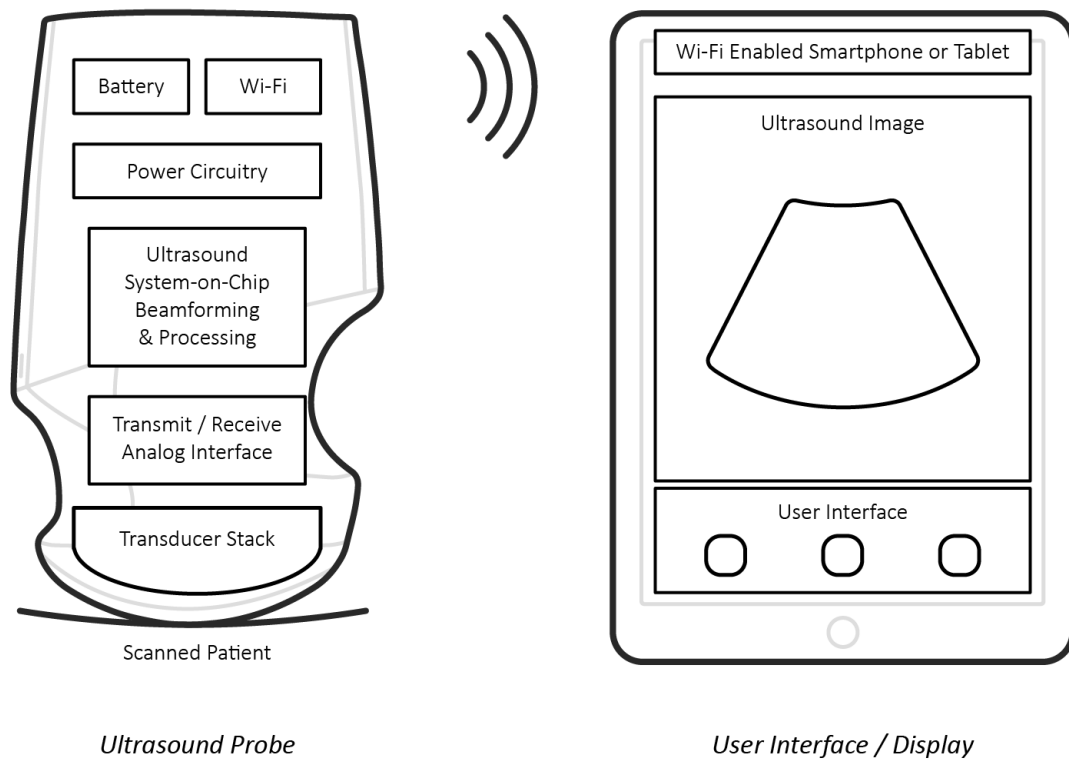 Battery
Wi-Fi
Power Circuitry
Ultrasound
System-on-Chip
Beamforming
& Processing
Transmit / Receive
Analog Interface
Transducer Stack
Scanned Patient
Ultrasound Probe
Wi-Fi Enabled Smartphone or Tablet
Ultrasound Image
User Interface
User Interface / Display